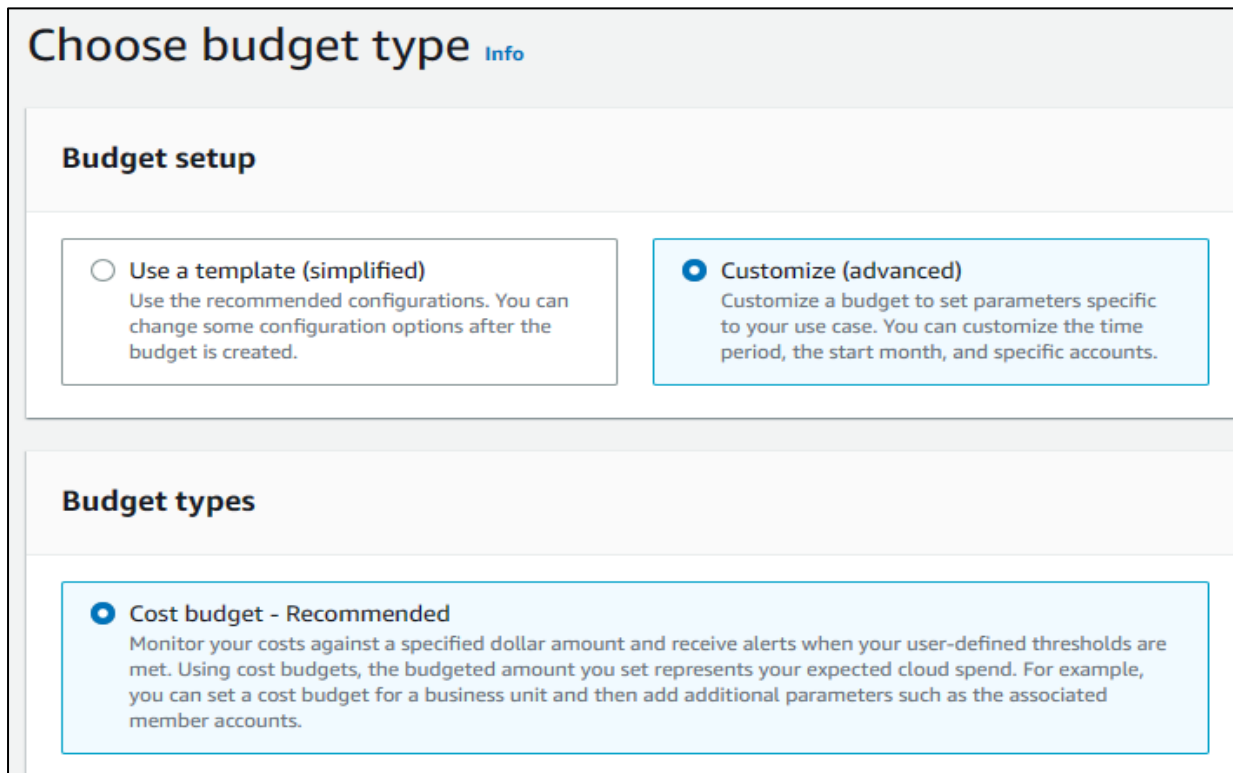 Choose budget type Info
Budget setup
Use a template (simplified)
Use the recommended configurations. You can
change some configuration options after the
budget is created.
Customize (advanced)
Customize a budget to set parameters specific
to your use case. You can customize the time
period, the start month, and specific accounts.
Budget types
Cost budget - Recommended
Monitor your costs against a specified dollar amount and receive alerts when your user-defined thresholds are
met. Using cost budgets, the budgeted amount you set represents your expected cloud spend. For example,
you can set a cost budget for a business unit and then add additional parameters such as the associated
member accounts.